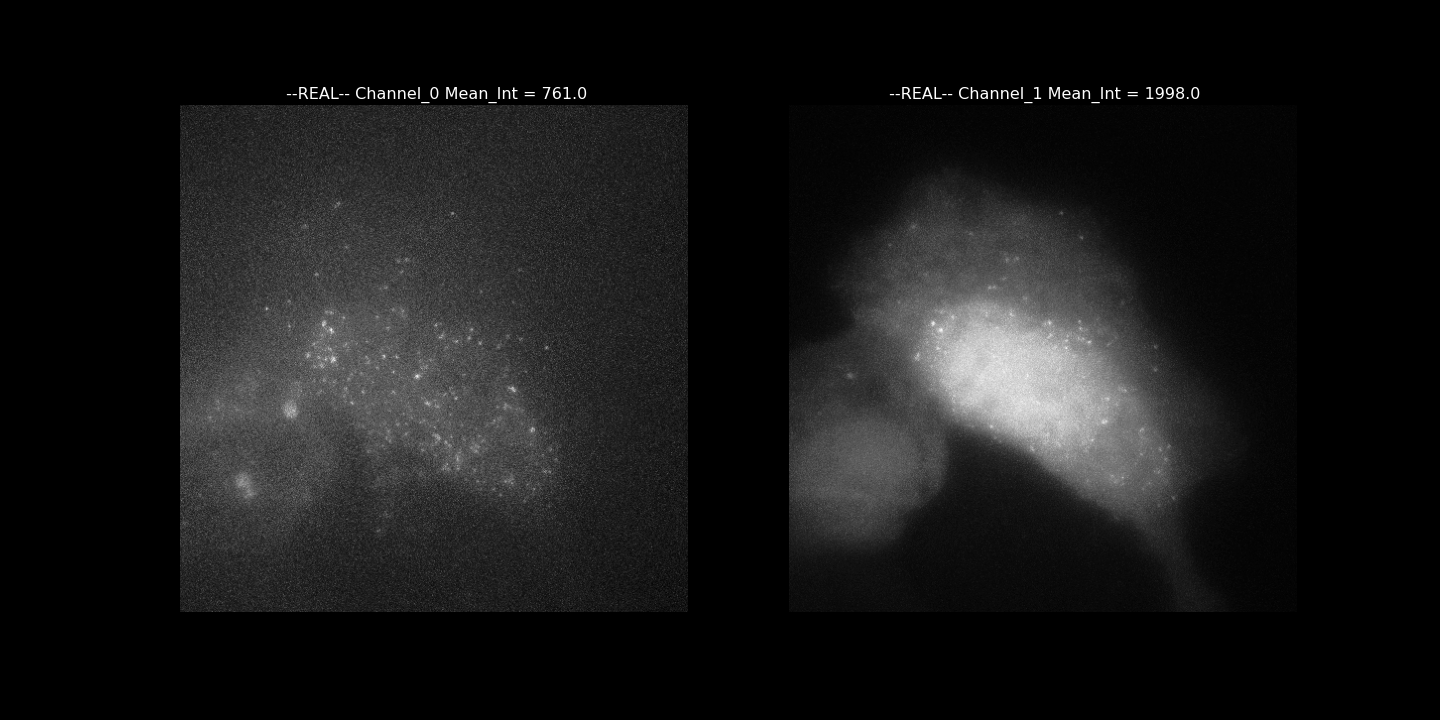 --REAL-- Channel_0 Mean_Int = 761.0
--REAL-- Channel_1 Mean_Int = 1998.0